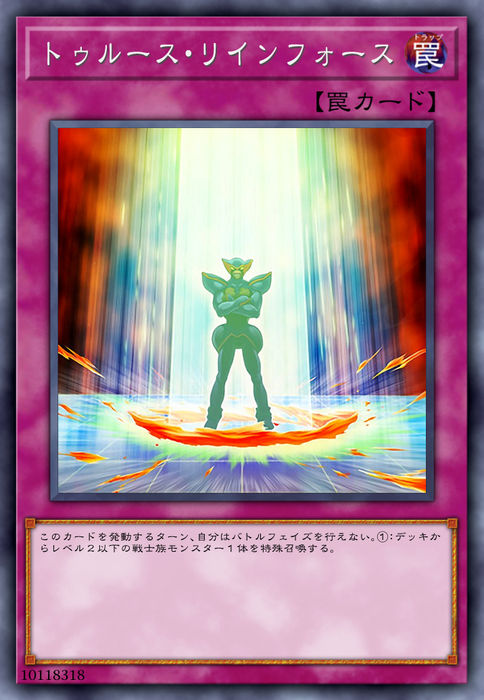 トゥルース・リインフォース
トラップ
罠
【罠カード】
このカードを発動するターン、自分はバトルフェイズを行えない。①：デッキか
らレベル２以下の戦士族モンスター１体を特殊召喚する。
10118318